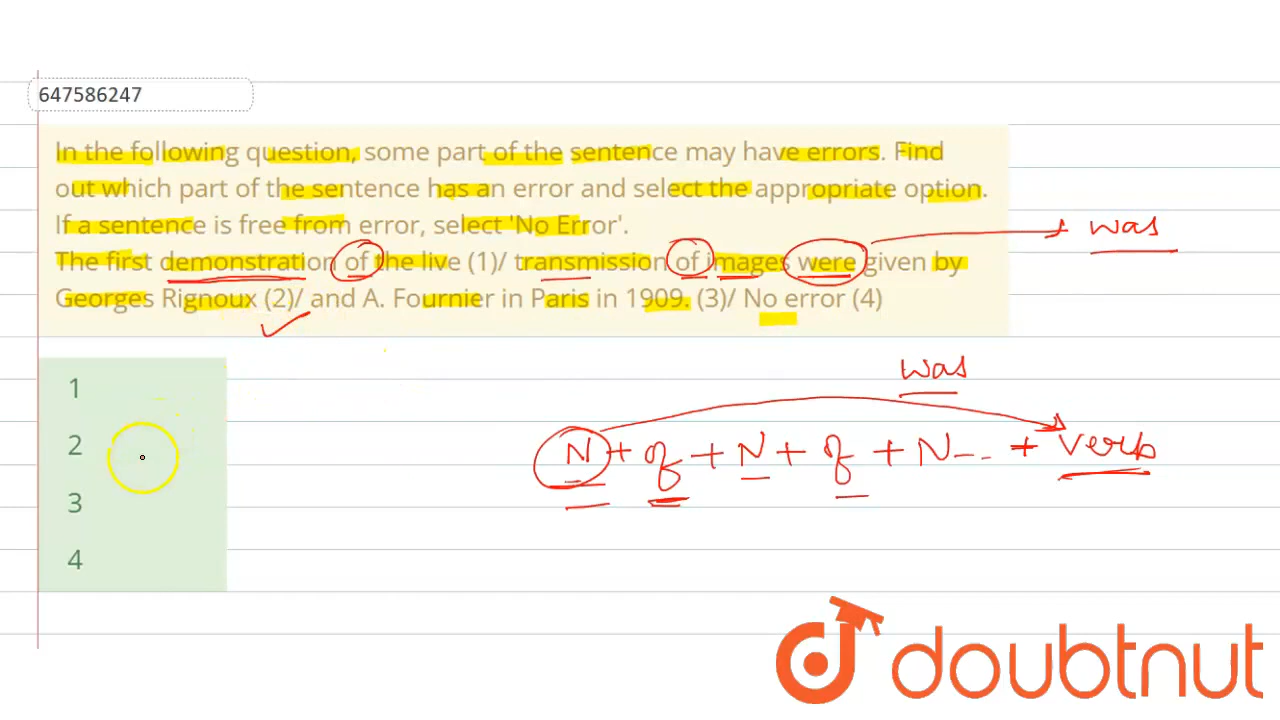 647586247
In the following question, some part of the sentence may have errors. Find
out which part of the sentence has an error and select the appropriate option.
If a sentence is free from error, select 'No Error'.
The first demonstration of the live (1)/ transmission of images were given by
Georges Rignoux (2)/ and A. Fournier in Paris in 1909. (3)/ No error (4)
was
1
2
3
4
was
N + of + N + of + N -- + Verb
doubtnut